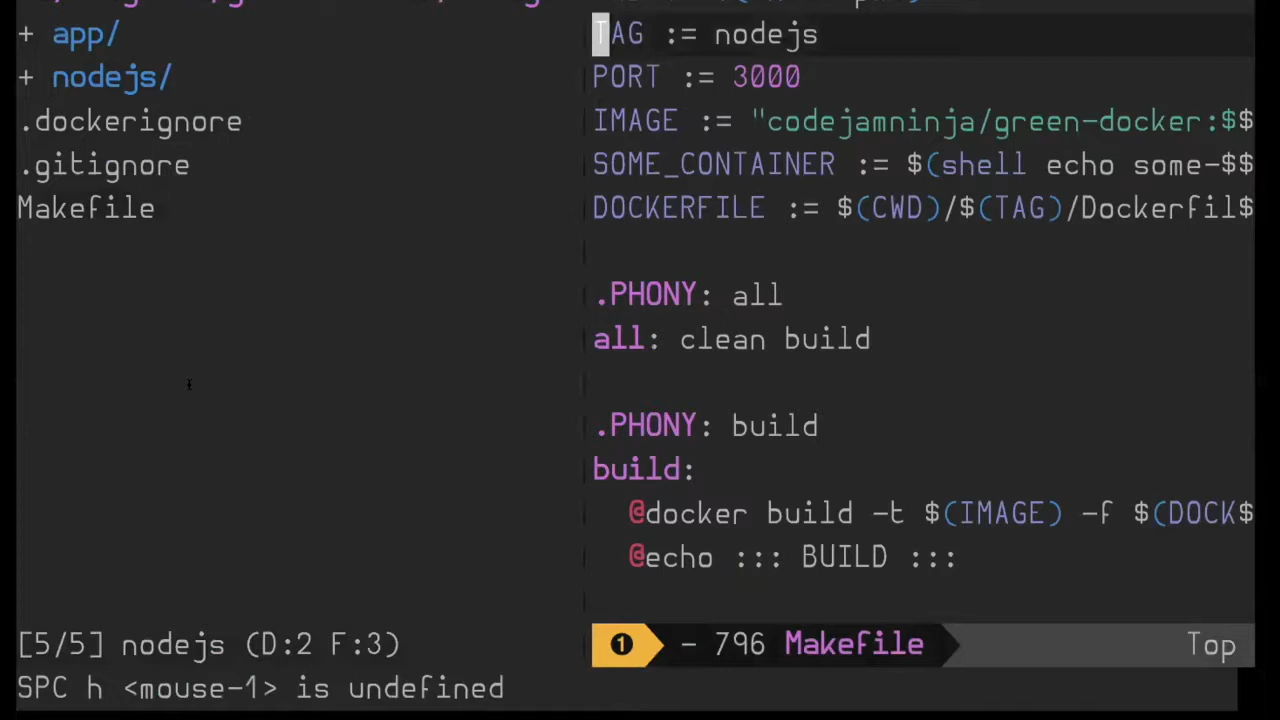 + app/
+ nodejs/
.dockerignore
.gitignore
Makefile
[5/5] nodejs (D:2 F:3)
TAG := nodejs
PORT := 3000
IMAGE := "codejamninja/green-docker:$$
SOME_CONTAINER := $(shell echo some-$$
DOCKERFILE := $(CWD)/$(TAG)/Dockerfil$
.PHONY: all
all: clean build
.PHONY: build
build:
@docker build -t $(IMAGE) -f $(DOCK$
@echo ::: BUILD :::
1 - 796 Makefile Top
SPC h <mouse-1> is undefined